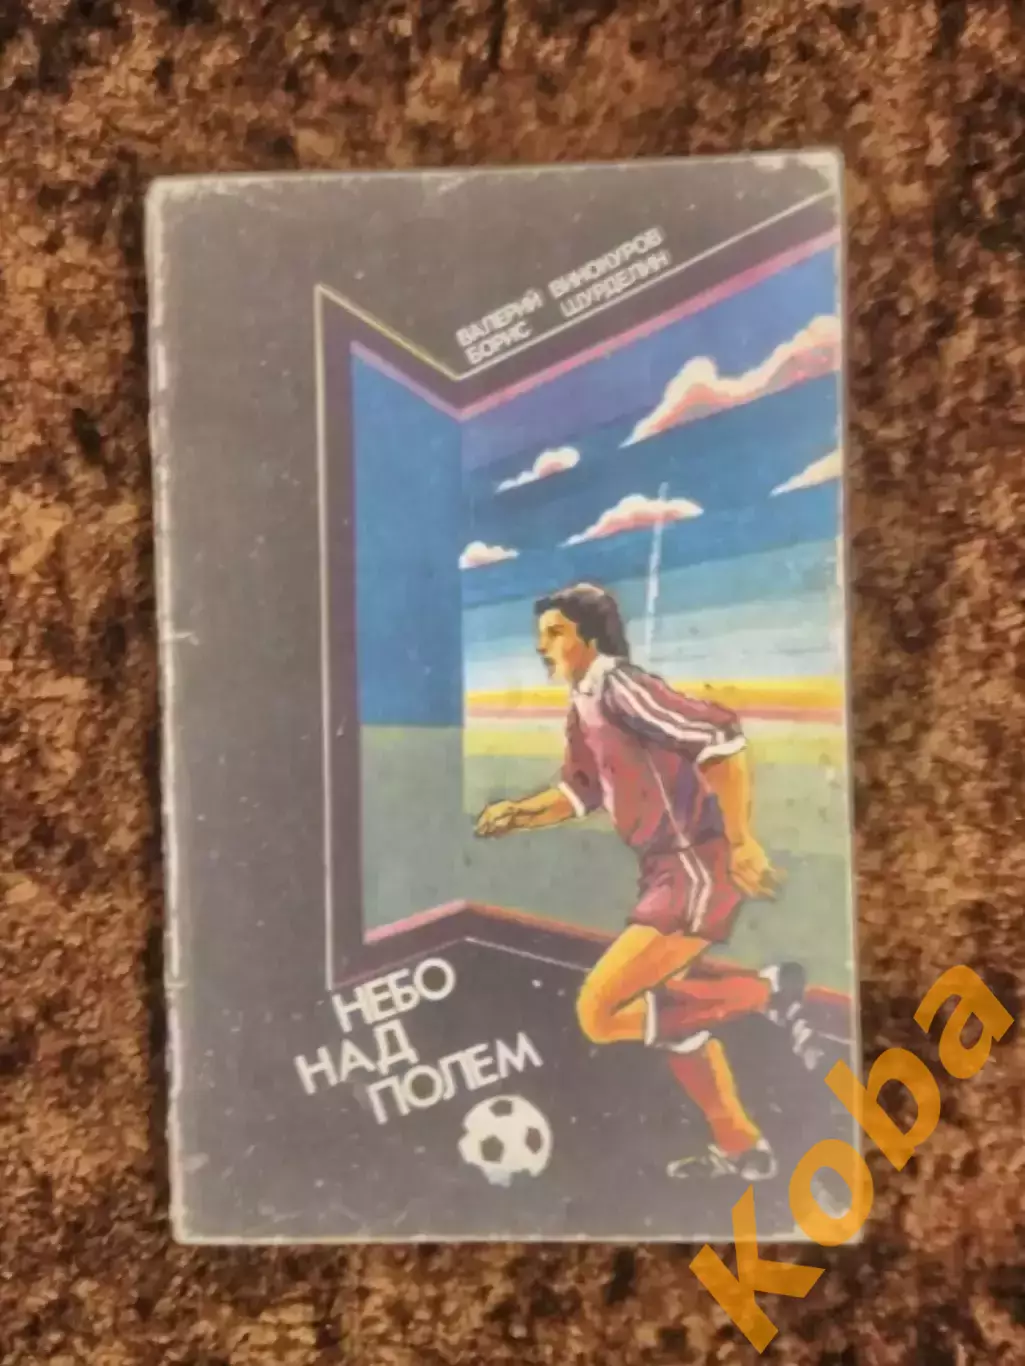 ВАЛЕРИЙ ВИНОКУРОВ
БОРИС ШУРДЕЛИН
НЕБО
НАД
ПОЛЕМ
Koba